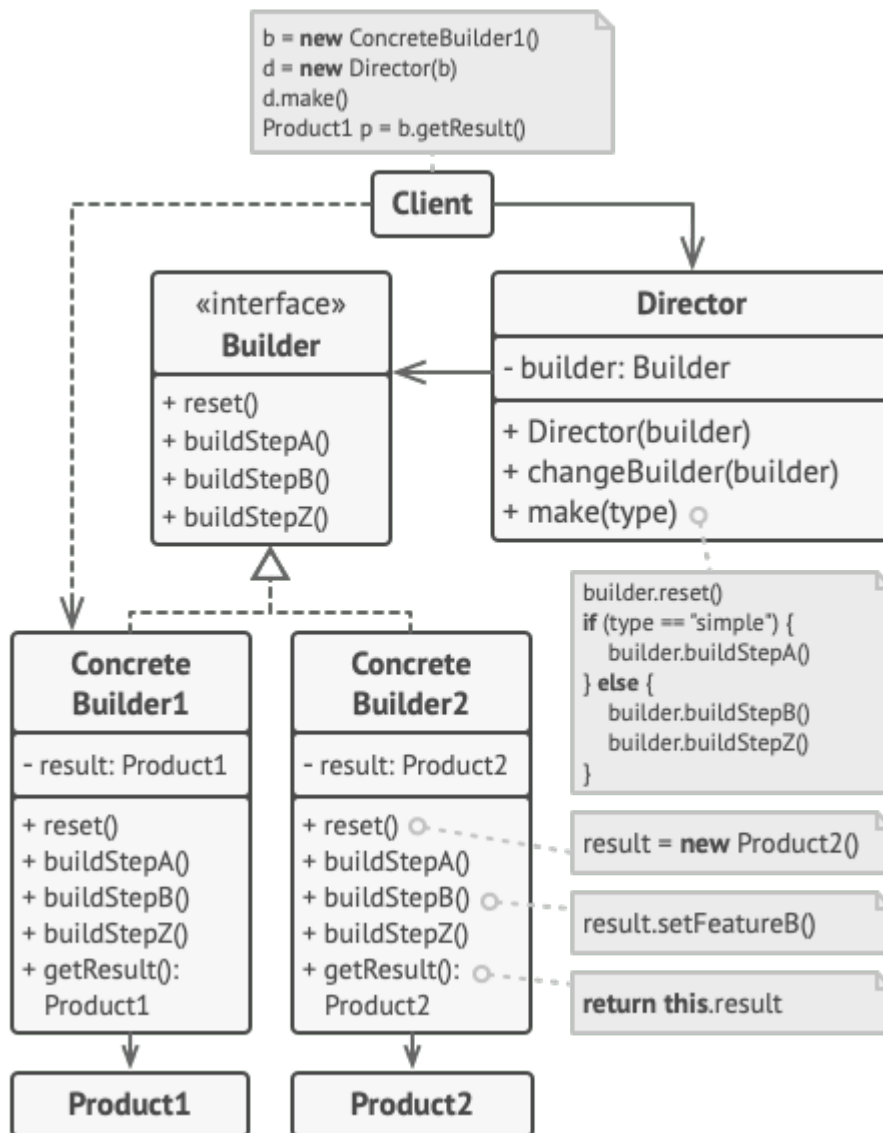 b = new ConcreteBuilder1()
d = new Director(b)
d.make()
Product1 p = b.getResult()
Client
«interface»
Builder
+ reset()
+ buildStepA()
+ buildStepB()
+ buildStepZ()
Director
- builder: Builder
+ Director(builder)
+ changeBuilder(builder)
+ make(type)
builder.reset()
if (type == "simple") {
builder.buildStepA()
} else {
builder.buildStepB()
builder.buildStepZ()
}
Concrete
Builder1
- result: Product1
+ reset()
+ buildStepA()
+ buildStepB()
+ buildStepZ()
+ getResult():
Product1
Concrete
Builder2
- result: Product2
+ reset()
+ buildStepA()
+ buildStepB()
+ buildStepZ()
+ getResult():
Product2
result = new Product2()
result.setFeatureB()
return this.result
Product1
Product2